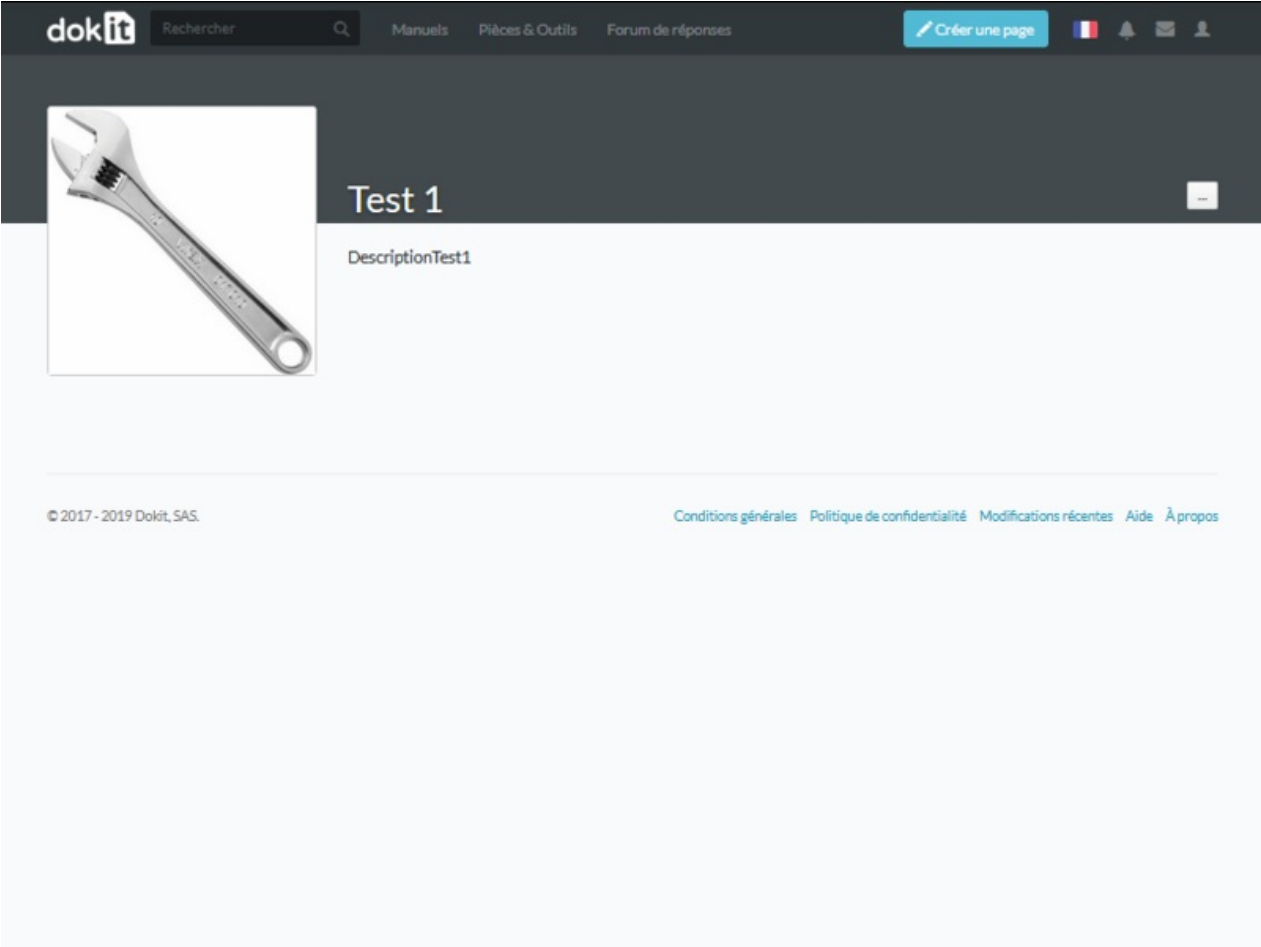 dokit
Rechercher
Manuels
Pièces & Outils
Forum de réponses
Créer une page
Test 1
...
DescriptionTest1
© 2017 - 2019 Dokit, SAS.
Conditions générales
Politique de confidentialité
Modifications récentes
Aide
À propos